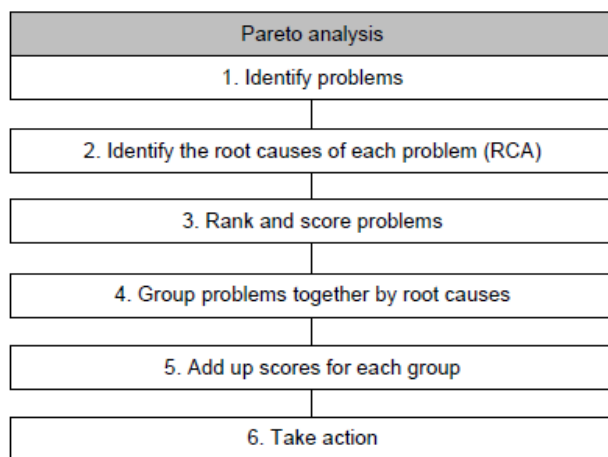 Pareto analysis
1. Identify problems
2. Identify the root causes of each problem (RCA)
3. Rank and score problems
4. Group problems together by root causes
5. Add up scores for each group
6. Take action